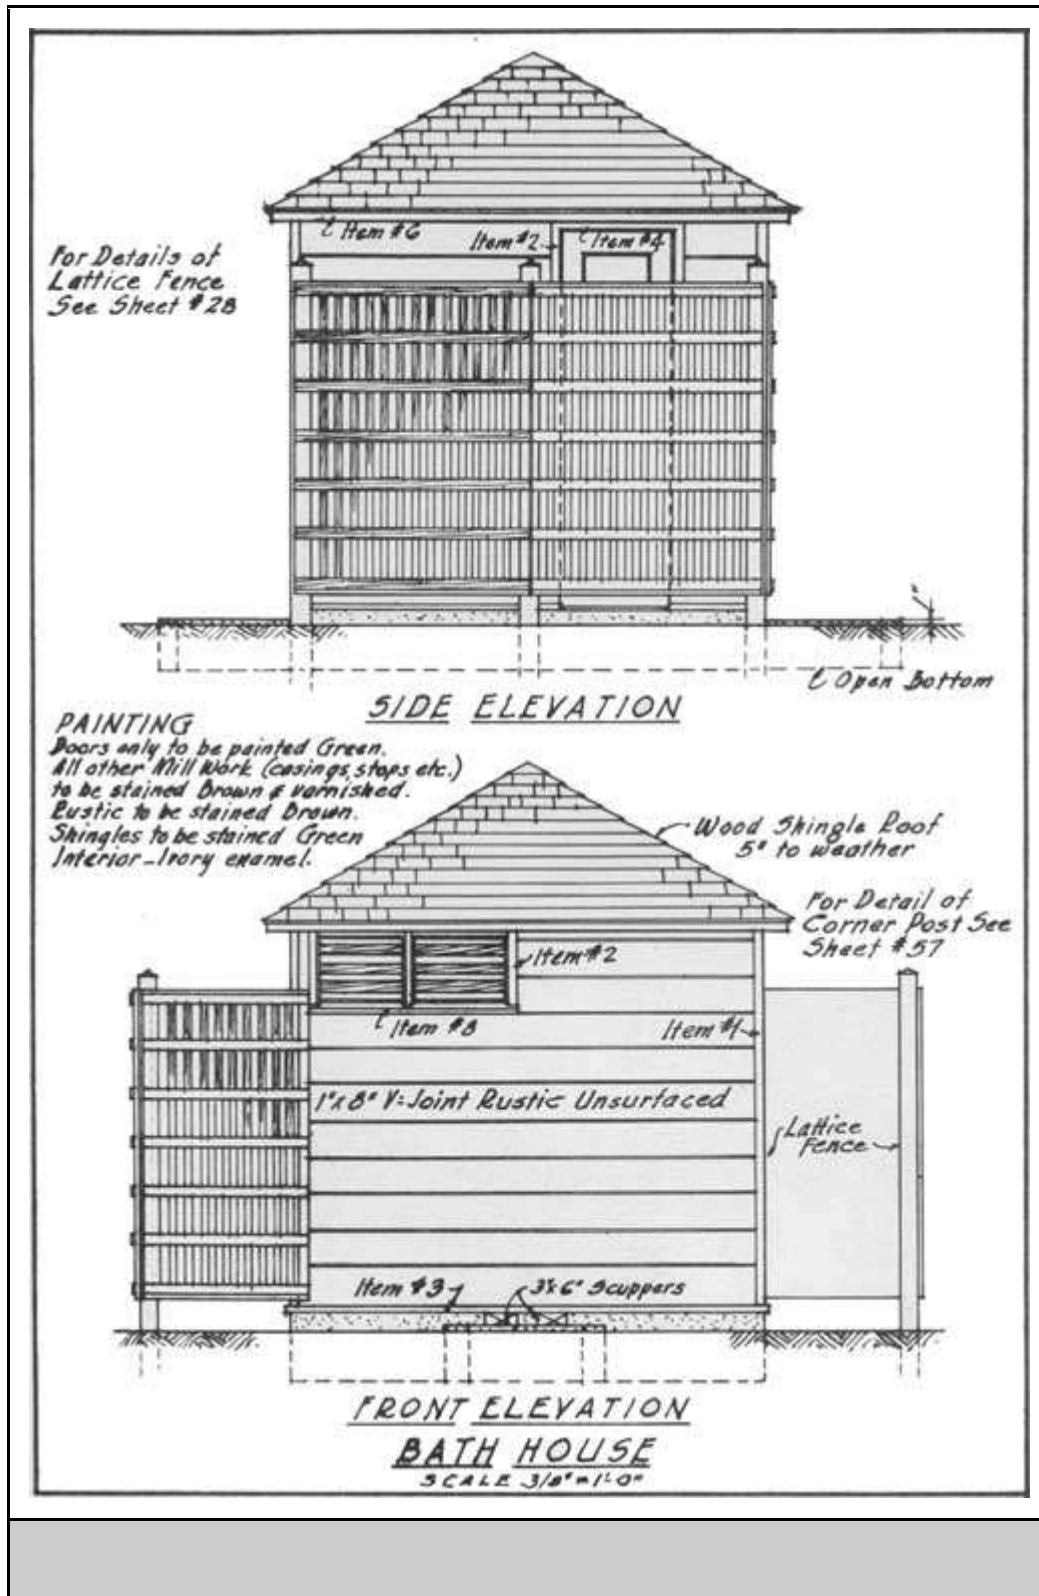 Item #6
Item #2
Item #4
For Details of
Lattice Fence
See Sheet #28
1"
Open Bottom
SIDE ELEVATION
PAINTING
Doors only to be painted Green.
All other Mill Work (casings, stops etc.)
to be stained Brown & varnished.
Rustic to be stained Brown.
Shingles to be stained Green
Interior - Ivory enamel.
Wood Shingle Roof
5" to weather
For Detail of
Corner Post See
Sheet #57
Item #2
Item #8
Item #1
1"x8" V-Joint Rustic Unsurfaced
Lattice
Fence
Item #3
3"x6" Scuppers
FRONT ELEVATION
BATH HOUSE
SCALE 3/8" = 1'-0"